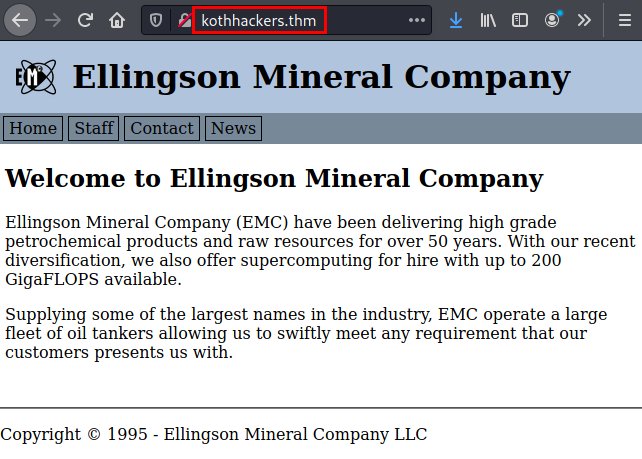 kothhackers.thm
EMC Ellingson Mineral Company
Home Staff Contact News
Welcome to Ellingson Mineral Company
Ellingson Mineral Company (EMC) have been delivering high grade
petrochemical products and raw resources for over 50 years. With our recent
diversification, we also offer supercomputing for hire with up to 200
GigaFLOPS available.
Supplying some of the largest names in the industry, EMC operate a large
fleet of oil tankers allowing us to swiftly meet any requirement that our
customers presents us with.
Copyright © 1995 - Ellingson Mineral Company LLC